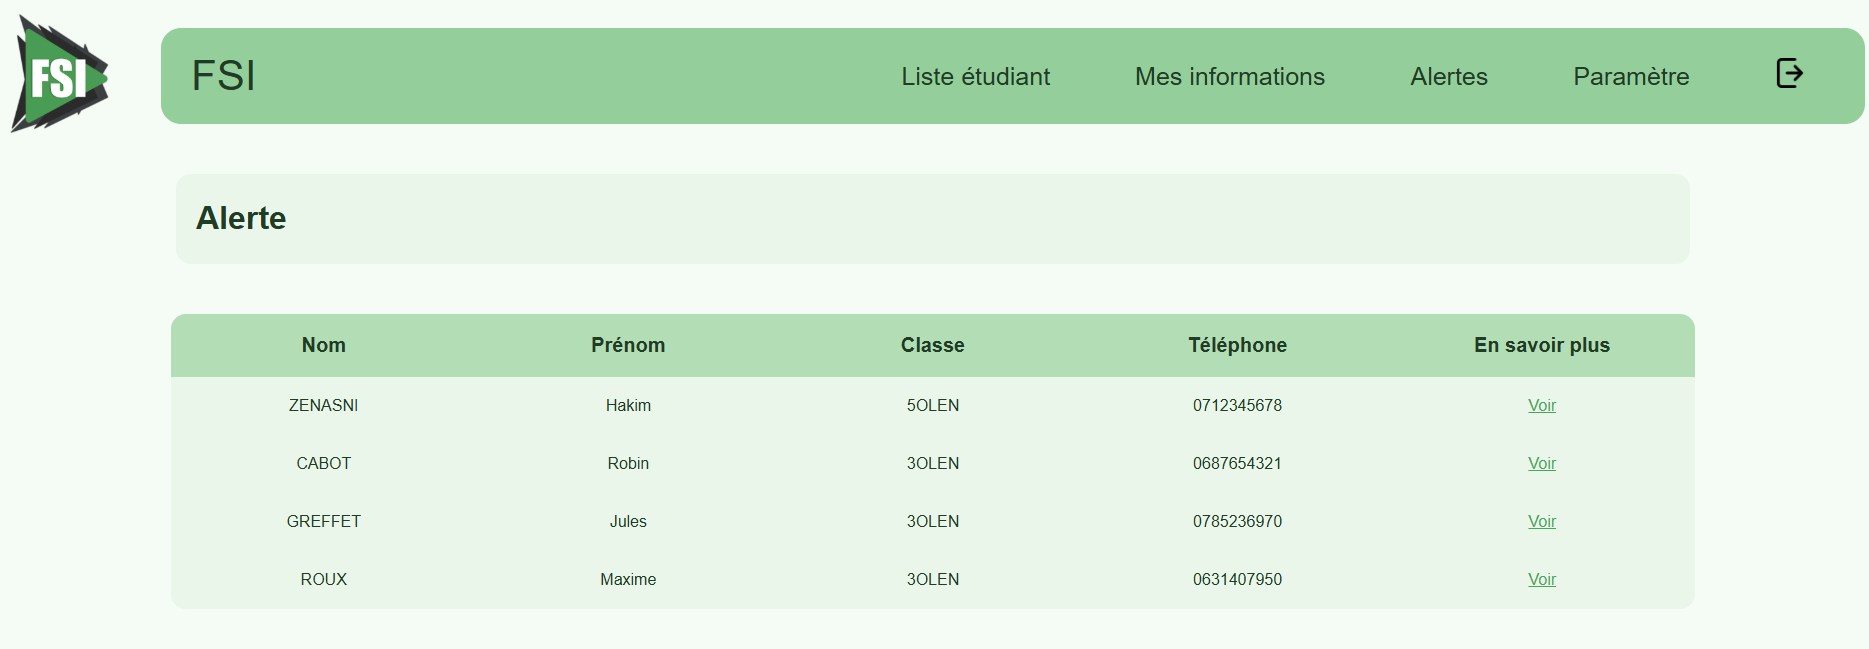 FSI
FSI Liste étudiant Mes informations Alertes Paramètre
Alerte
Nom Prénom Classe Téléphone En savoir plus
ZENASNI Hakim 5OLEN 0712345678 Voir
CABOT Robin 3OLEN 0687654321 Voir
GREFFET Jules 3OLEN 0785236970 Voir
ROUX Maxime 3OLEN 0631407950 Voir